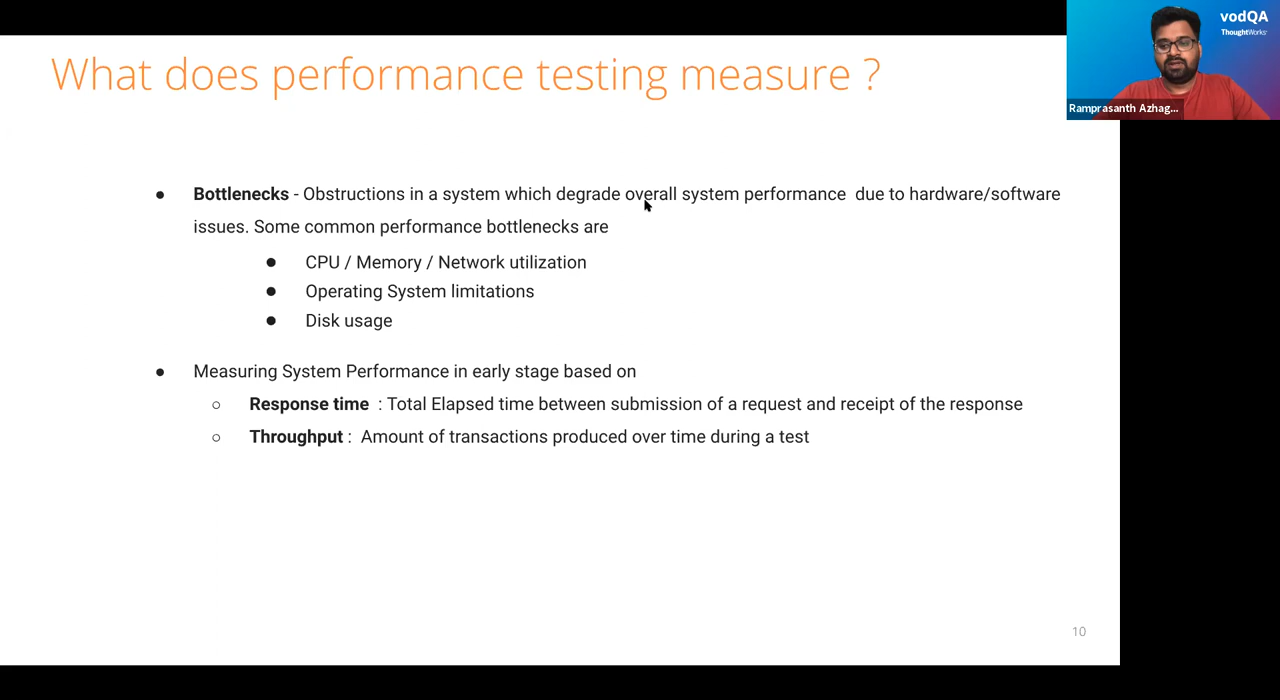 What does performance testing measure ?
vodQA
ThoughtWorks
Ramprasanth Azhag...
● Bottlenecks - Obstructions in a system which degrade overall system performance due to hardware/software
issues. Some common performance bottlenecks are
● CPU / Memory / Network utilization
● Operating System limitations
● Disk usage
● Measuring System Performance in early stage based on
○ Response time : Total Elapsed time between submission of a request and receipt of the response
○ Throughput : Amount of transactions produced over time during a test
10